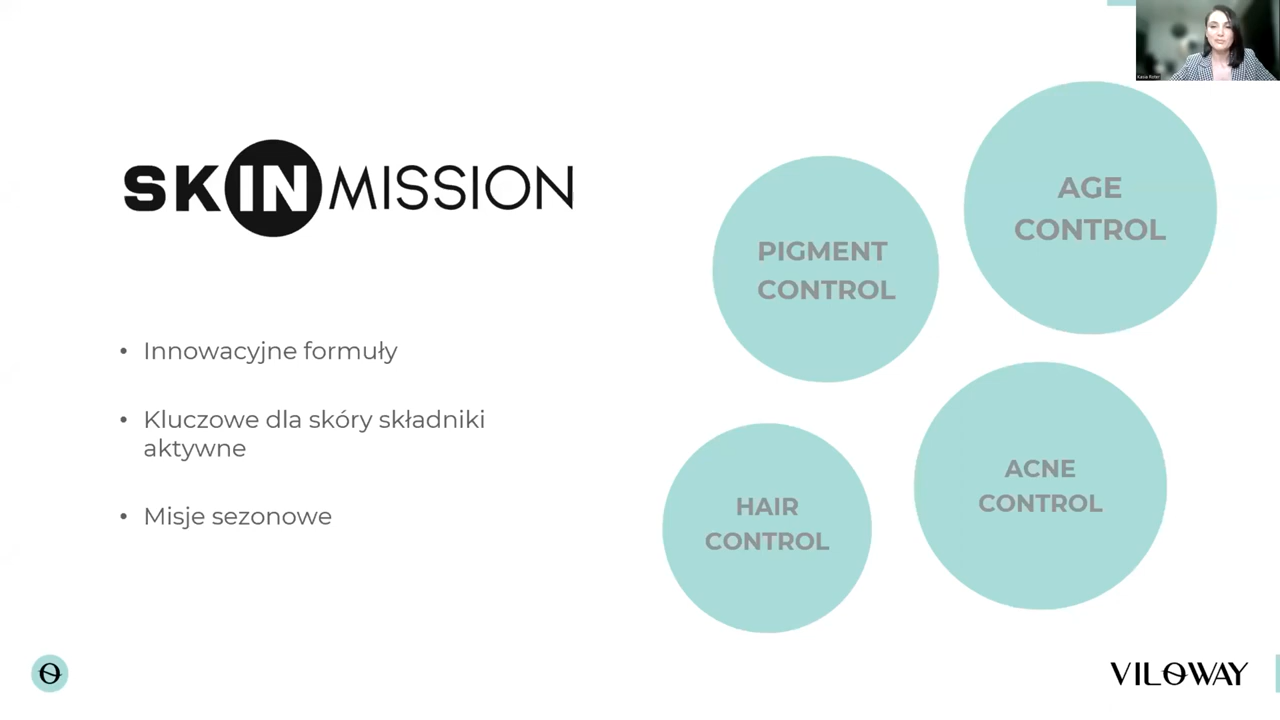 SKINMISSION
• Innowacyjne formuły
• Kluczowe dla skóry składniki
aktywne
• Misje sezonowe
PIGMENT
CONTROL
AGE
CONTROL
HAIR
CONTROL
ACNE
CONTROL
VILOWAY